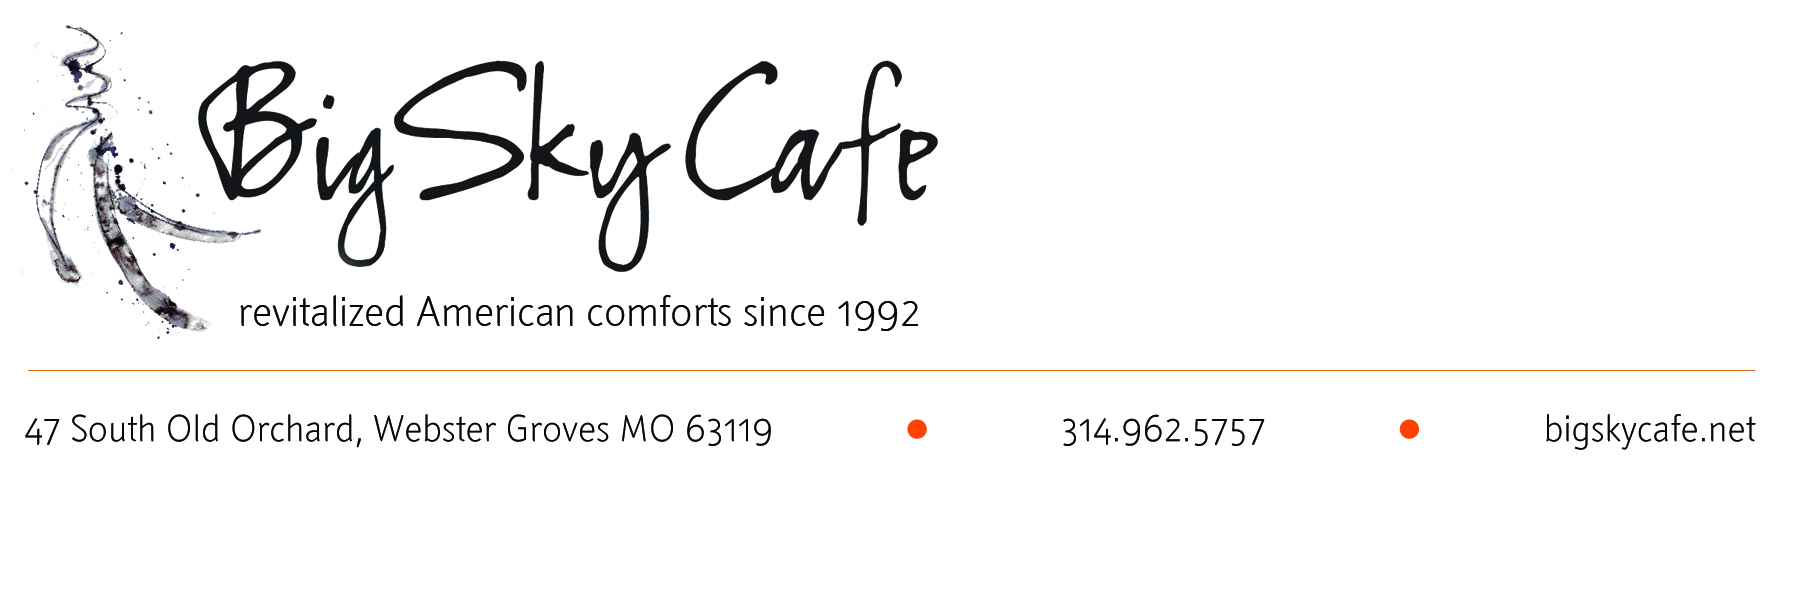 Big Sky Cafe
revitalized American comforts since 1992
47 South Old Orchard, Webster Groves MO 63119 • 314.962.5757 • bigskycafe.net